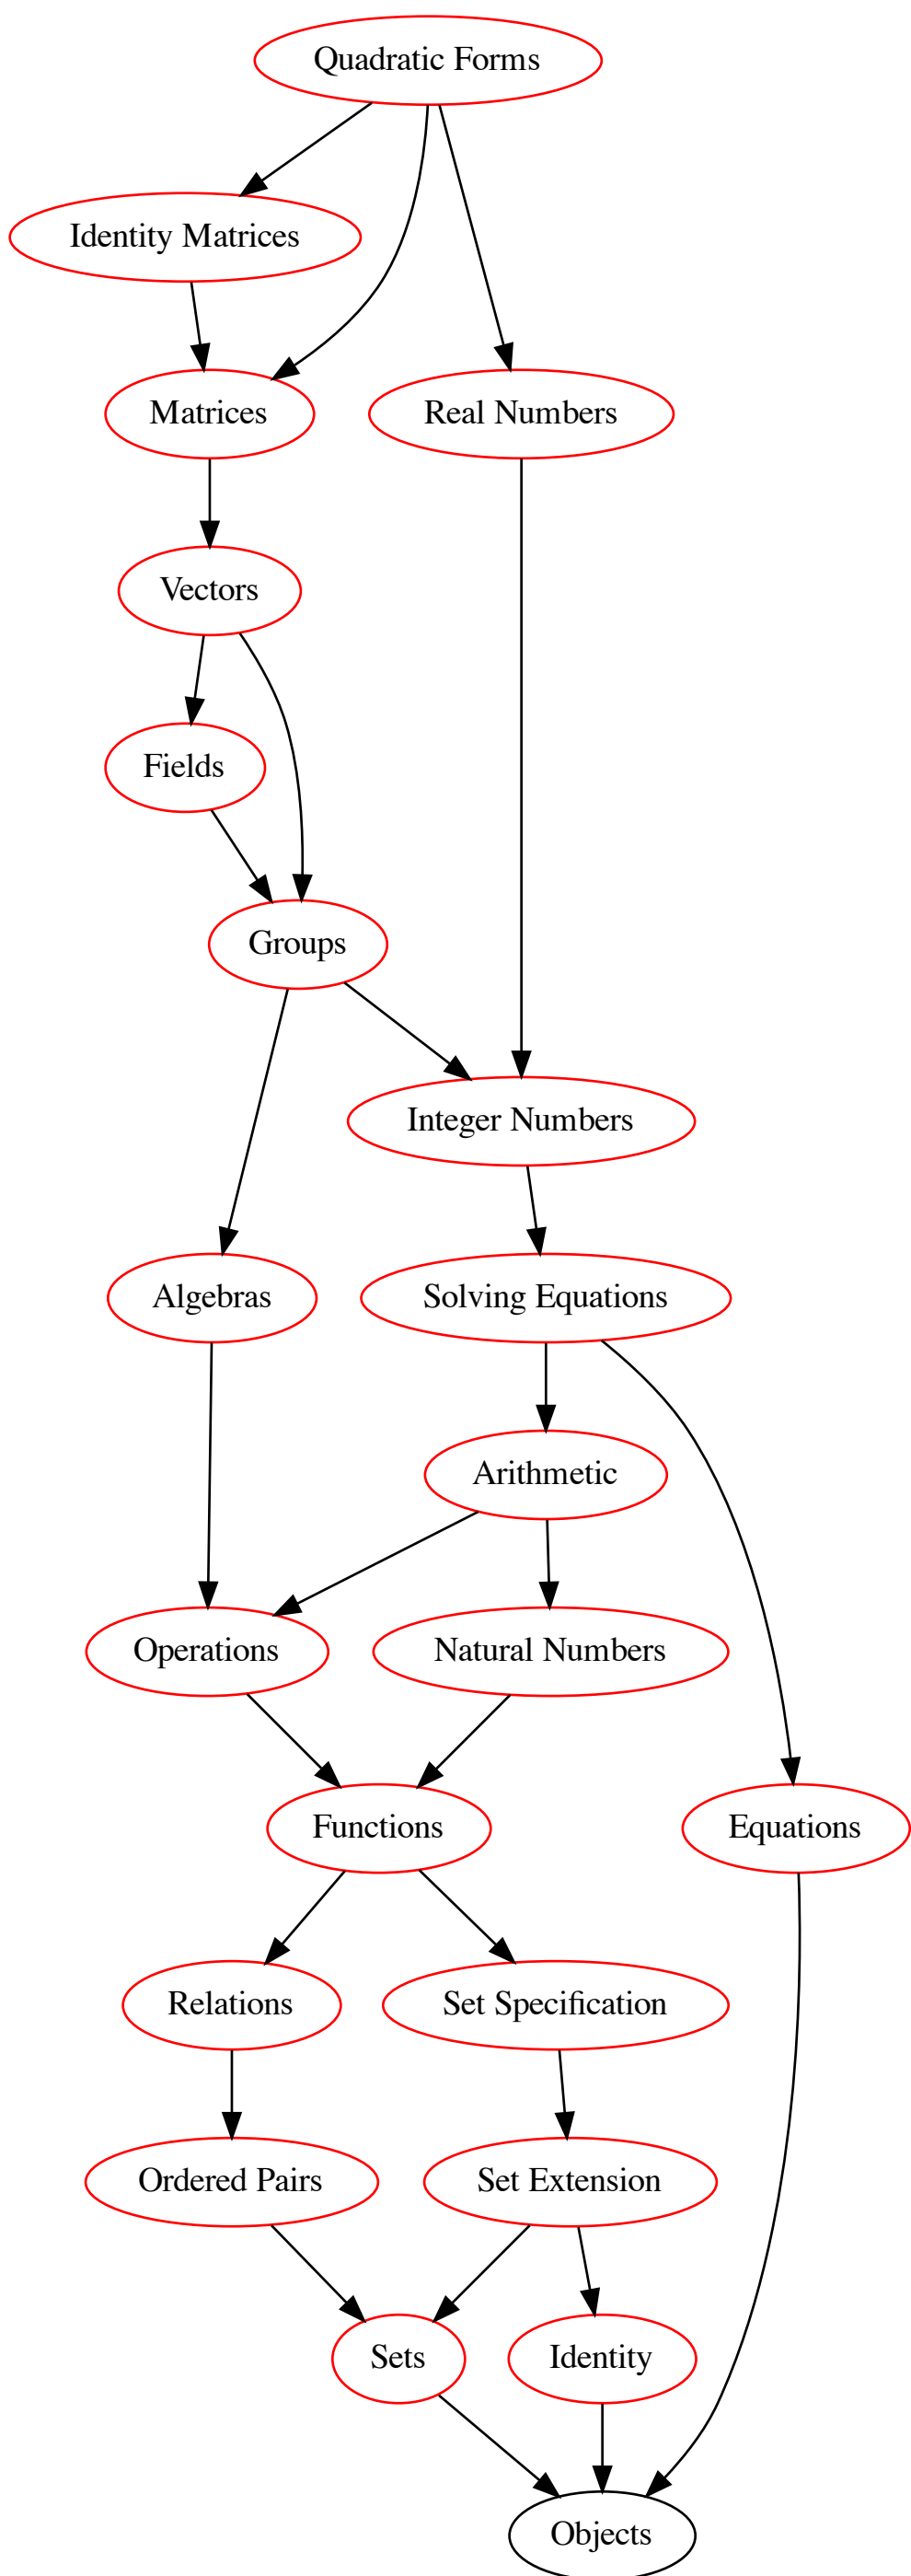 Quadratic Forms
Identity Matrices
Matrices
Real Numbers
Vectors
Fields
Groups
Integer Numbers
Algebras
Solving Equations
Arithmetic
Operations
Natural Numbers
Functions
Equations
Relations
Set Specification
Ordered Pairs
Set Extension
Sets
Identity
Objects